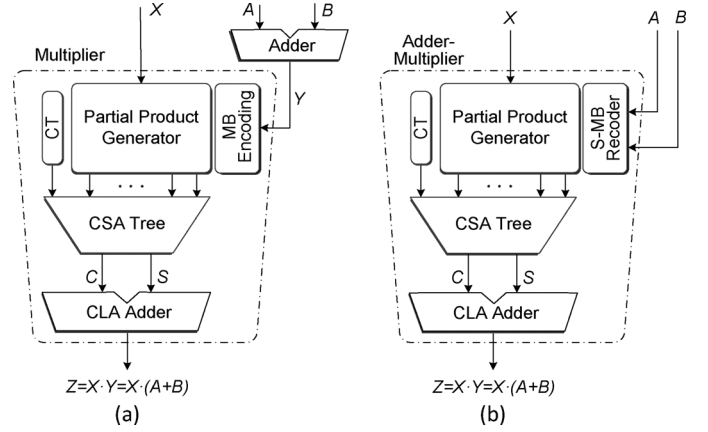 X
A
B
Adder
Multiplier
Y
CT
Partial Product
Generator
MB
Encoding
. . .
CSA Tree
C
S
CLA Adder
Z=X·Y=X·(A+B)
(a)
X
A
B
Adder-
Multiplier
CT
Partial Product
Generator
S-MB
Recoder
. . .
CSA Tree
C
S
CLA Adder
Z=X·Y=X·(A+B)
(b)